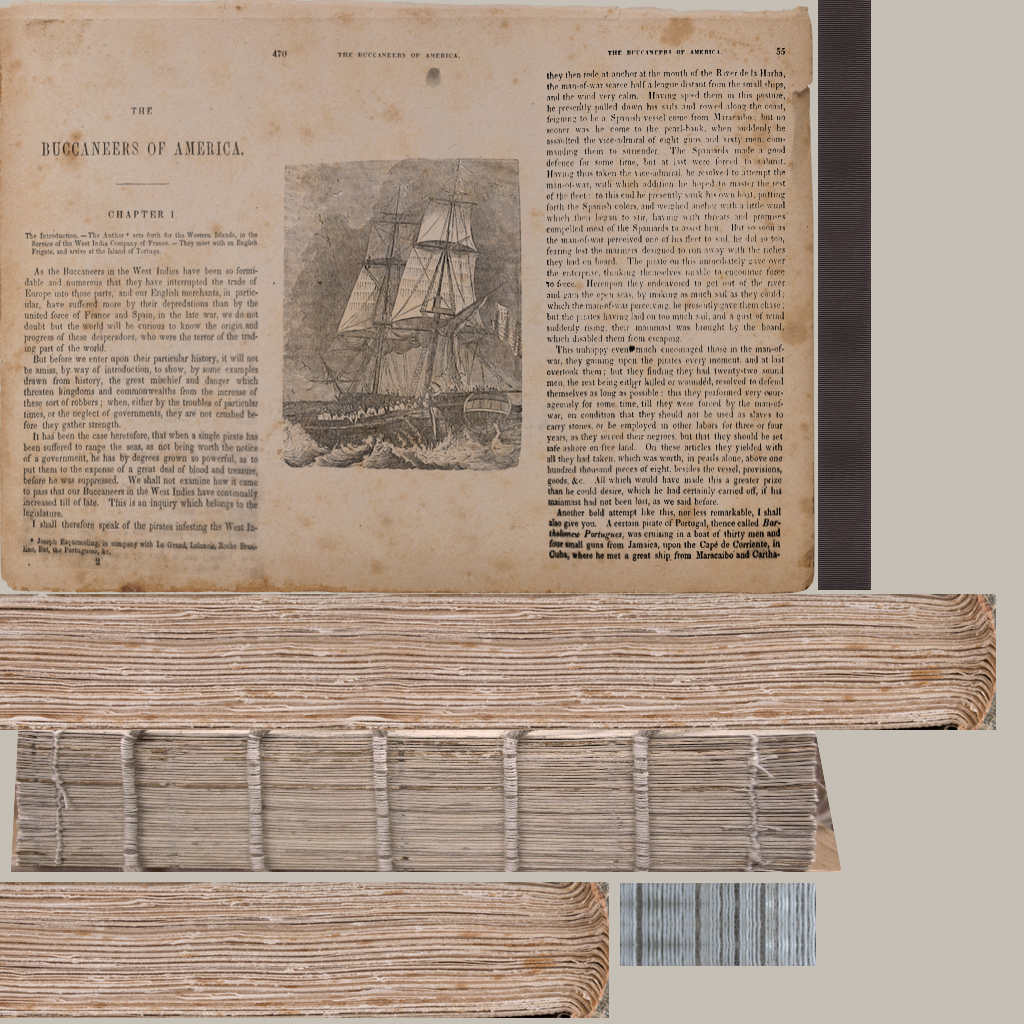 THE
BUCCANEERS OF AMERICA.
CHAPTER I.
The Introduction.—The Author* sets forth for the Western Islands, in the
Service of the West India Company of France.—They meet with an English
Frigate, and arrive at the Island of Tortuga.
As the Buccaneers in the West Indies have been so formi-
dable and numerous that they have interrupted the trade of
Europe into those parts, and our English merchants, in partic-
ular, have suffered more by their depredations than by the
united force of France and Spain, in the late war, we do not
doubt but the world will be curious to know the origin and
progress of these desperadoes, who were the terror of the trad-
ing part of the world.
But before we enter upon their particular history, it will not
be amiss, by way of introduction, to show, by some examples
drawn from history, the great mischief and danger which
threaten kingdoms and commonwealths from the increase of
these sort of robbers; when, either by the troubles of particular
times, or the neglect of governments, they are not crushed be-
fore they gather strength.
It has been the case heretofore, that when a single pirate has
been suffered to range the seas, as not being worth the notice
of a government, he has by degrees grown so powerful, as to
put them to the expense of a great deal of blood and treasure,
before he was suppressed. We shall not examine how it came
to pass that our Buccaneers in the West Indies have continually
increased till of late. This is an inquiry which belongs to the
legislature.
I shall therefore speak of the pirates infesting the West In-
* Joseph Esquemeling, in company with Le Grand, Lolonois, Roche Brasi-
liano, Bat, the Portuguese, &c.
2
470
THE BUCCANEERS OF AMERICA.
THE BUCCANEERS OF AMERICA.
55
they then rode at anchor at the mouth of the River de la Hacha,
the man-of-war scarce half a league distant from the small ships,
and the wind very calm. Having spied them in this posture,
he presently pulled down his sails and rowed along the coast,
feigning to be a Spanish vessel come from Maracaibo; but no
sooner was he come to the pearl-bank, when suddenly he
assaulted the vice-admiral of eight guns and sixty men, com-
manding them to surrender. The Spaniards made a good
defence for some time, but at last were forced to submit.
Having thus taken the vice-admiral, he resolved to attempt the
man-of-war, with which addition he hoped to master the rest
of the fleet: to this end he presently sunk his own boat, putting
forth the Spanish colors, and weighed anchor with a little wind
which then began to stir, having with threats and promises
compelled most of the Spaniards to assist him. But so soon as
the man-of-war perceived one of his fleet to sail, he did so too,
fearing lest the mariners designed to run away with the riches
they had on board. The pirate on this immediately gave over
the enterprise, thinking themselves unable to encounter force
to force. Hereupon they endeavored to get out of the river
and gain the open seas, by making as much sail as they could;
which the man-of-war perceiving, he presently gave them chase;
but the pirates having laid on too much sail, and a gust of wind
suddenly rising, their mainmast was brought by the board,
which disabled them from escaping.
This unhappy event much encouraged those in the man-of-
war, they gaining upon the pirates every moment, and at last
overtook them; but they finding they had twenty-two sound
men, the rest being either killed or wounded, resolved to defend
themselves as long as possible: this they performed very cour-
ageously for some time, till they were forced by the man-of-
war, on condition that they should not be used as slaves to
carry stones, or be employed in other labors for three or four
years, as they served their negroes, but that they should be set
safe ashore on free land. On these articles they yielded with
all they had taken, which was worth, in pearls alone, above one
hundred thousand pieces of eight, besides the vessel, provisions,
goods, &c. All which would have made this a greater prize
than he could desire, which he had certainly carried off, if his
mainmast had not been lost, as we said before.
Another bold attempt like this, nor less remarkable, I shall
also give you. A certain pirate of Portugal, thence called Bar-
tholomew Portugues, was cruising in a boat of thirty men and
four small guns from Jamaica, upon the Cape de Corriente, in
Cuba, where he met a great ship from Maracaibo and Cartha-